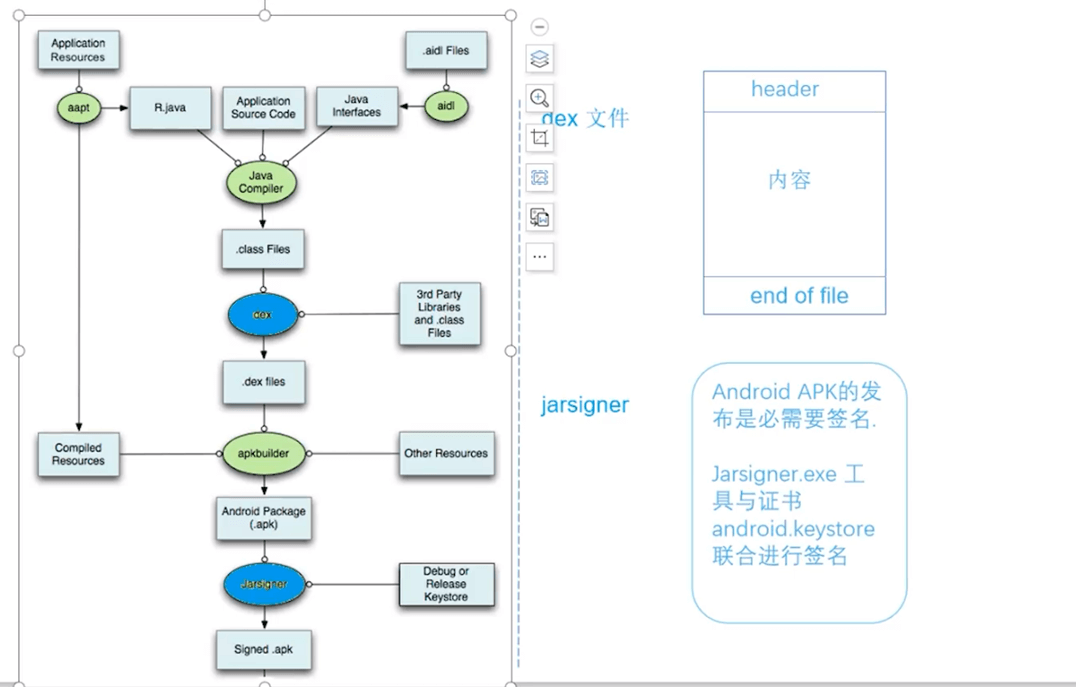 Application
Resources
.aidl Files
aapt
R.java
Application
Source Code
Java
Interfaces
aidl
Java
Compiler
.class Files
dex
3rd Party
Libraries
and .class
Files
.dex files
Compiled
Resources
apkbuilder
Other Resources
Android Package
(.apk)
Jarsigner
Debug or
Release
Keystore
Signed .apk
dex 文件
header
内容
end of file
jarsigner
Android APK的发
布是必需要签名.
Jarsigner.exe 工
具与证书
android.keystore
联合进行签名